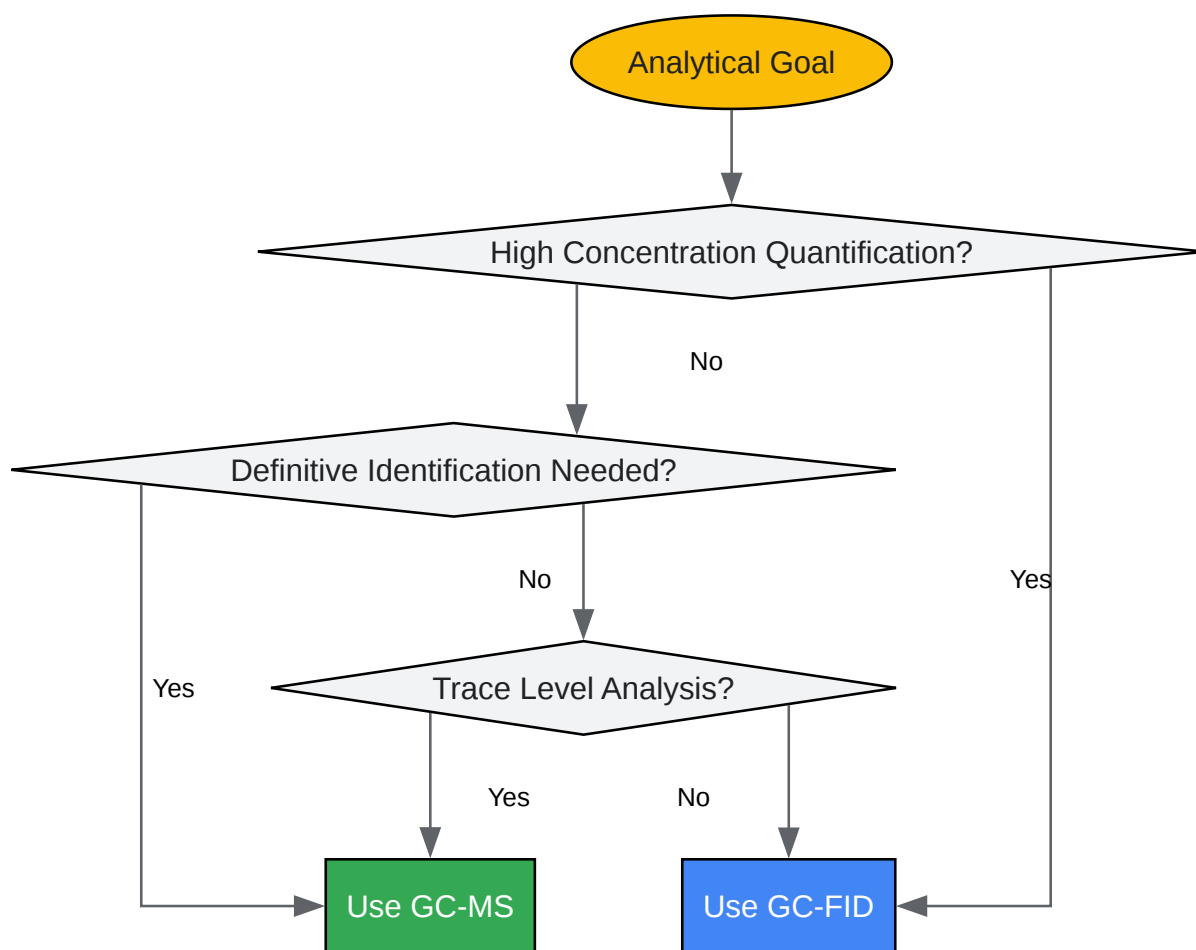 Analytical Goal
High Concentration Quantification?
No
Definitive Identification Needed?
No
Yes
Yes
Trace Level Analysis?
Yes
No
Use GC-MS
Use GC-FID